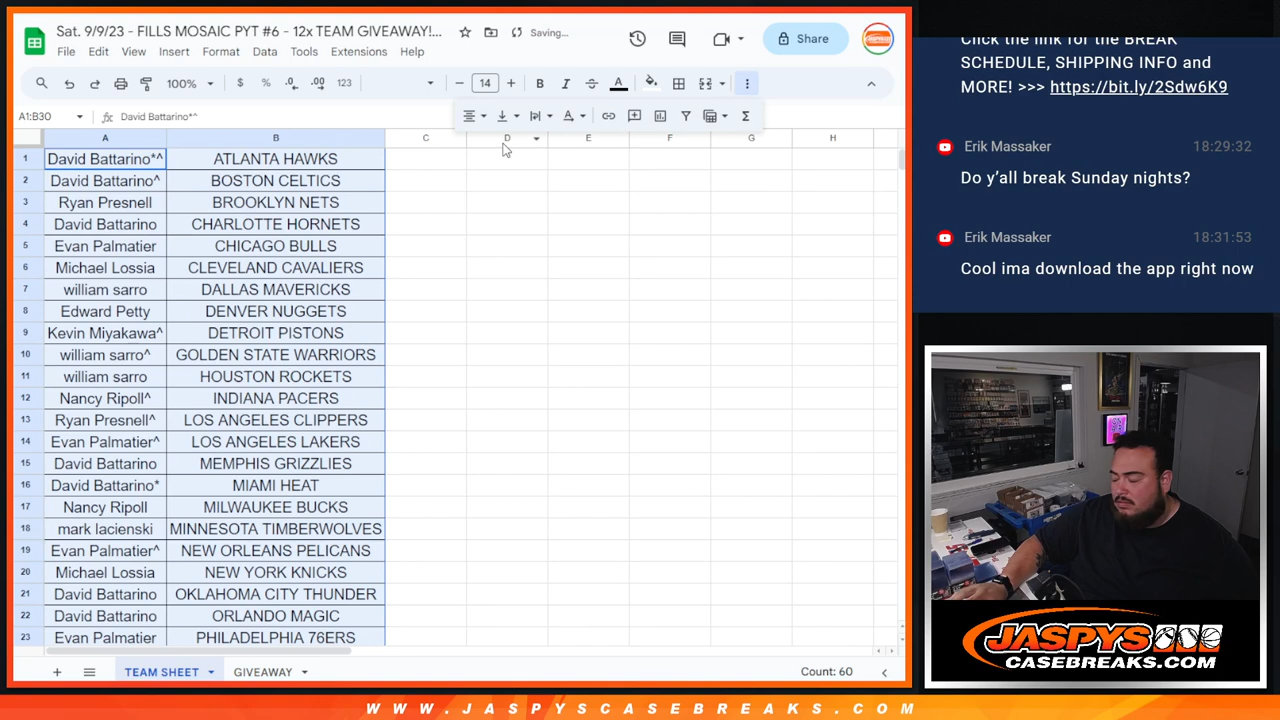 Sat. 9/9/23 - FILLS MOSAIC PYT #6 - 12x TEAM GIVEAWAY!...
Saving...
File Edit View Insert Format Data Tools Extensions Help
Share
100% $ % .0 .00 123 14 B I A
A1:B30 fx David Battarino*^
A B C D E F G H
1 David Battarino*^ ATLANTA HAWKS
2 David Battarino^ BOSTON CELTICS
3 Ryan Presnell BROOKLYN NETS
4 David Battarino CHARLOTTE HORNETS
5 Evan Palmatier CHICAGO BULLS
6 Michael Lossia CLEVELAND CAVALIERS
7 william sarro DALLAS MAVERICKS
8 Edward Petty DENVER NUGGETS
9 Kevin Miyakawa^ DETROIT PISTONS
10 william sarro^ GOLDEN STATE WARRIORS
11 william sarro HOUSTON ROCKETS
12 Nancy Ripoll^ INDIANA PACERS
13 Ryan Presnell^ LOS ANGELES CLIPPERS
14 Evan Palmatier^ LOS ANGELES LAKERS
15 David Battarino MEMPHIS GRIZZLIES
16 David Battarino* MIAMI HEAT
17 Nancy Ripoll MILWAUKEE BUCKS
18 mark lacienski MINNESOTA TIMBERWOLVES
19 Evan Palmatier^ NEW ORLEANS PELICANS
20 Michael Lossia NEW YORK KNICKS
21 David Battarino OKLAHOMA CITY THUNDER
22 David Battarino ORLANDO MAGIC
23 Evan Palmatier PHILADELPHIA 76ERS
TEAM SHEET GIVEAWAY Count: 60
Click the link for the BREAK
SCHEDULE, SHIPPING INFO and
MORE! >>> https://bit.ly/2Sdw6K9
Erik Massaker 18:29:32
Do y'all break Sunday nights?
Erik Massaker 18:31:53
Cool ima download the app right now
JASPYS
CASEBREAKS.COM
WWW.JASPYSCASEBREAKS.COM